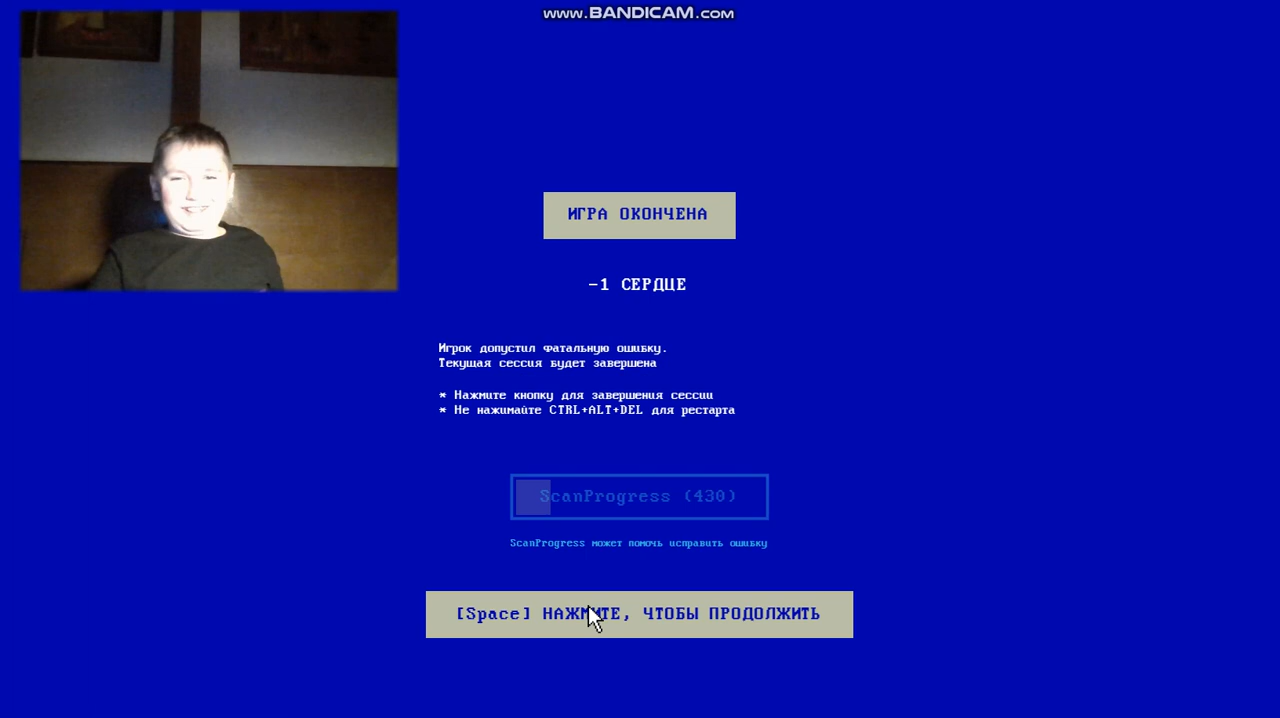 www.BANDICAM.com
ИГРА ОКОНЧЕНА
-1 СЕРДЦЕ
Игрок допустил фатальную ошибку.
Текущая сессия будет завершена
* Нажмите кнопку для завершения сессии
* Не нажимайте CTRL+ALT+DEL для рестарта
ScanProgress (430)
ScanProgress может помочь исправить ошибку
[Space] НАЖМИТЕ, ЧТОБЫ ПРОДОЛЖИТЬ